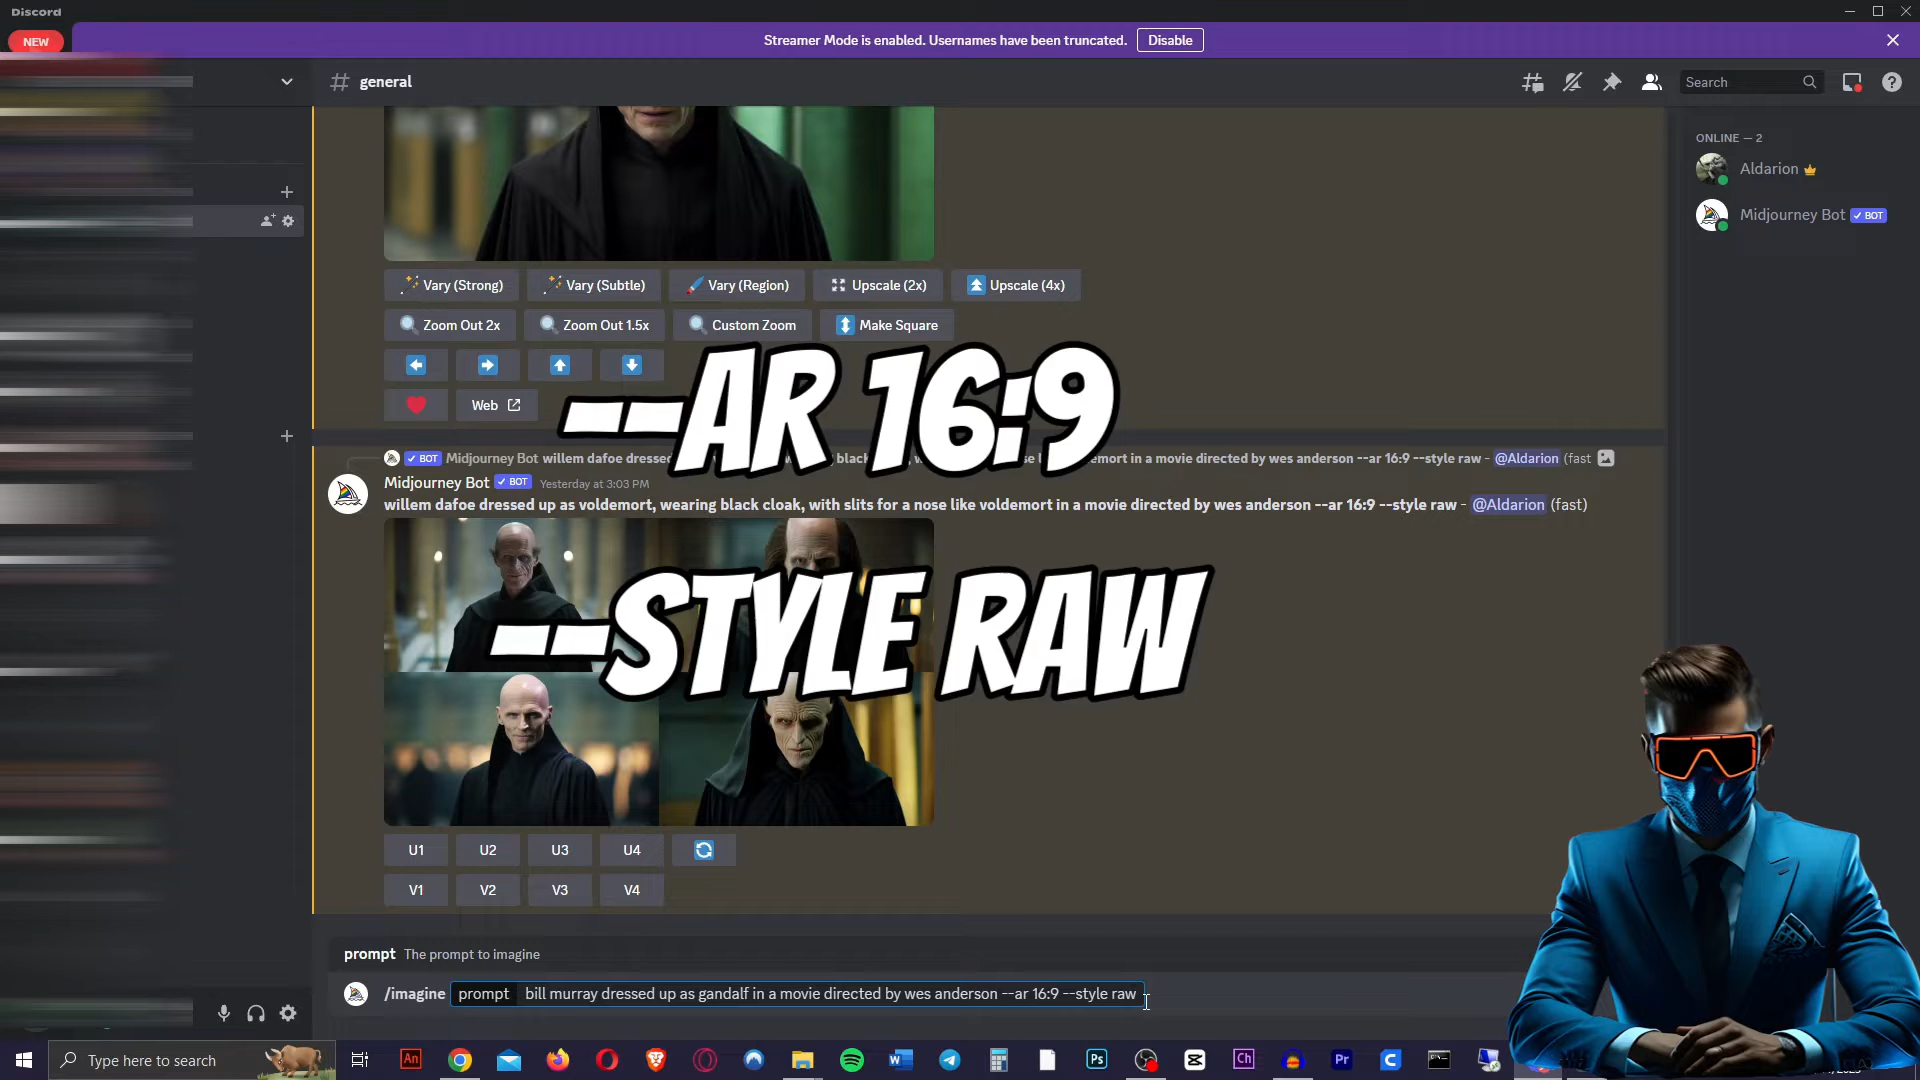 Discord
NEW
Streamer Mode is enabled. Usernames have been truncated.
Disable
general
Search
ONLINE — 2
Aldarion
Midjourney Bot
✓ BOT
Vary (Strong)
Vary (Subtle)
Vary (Region)
Upscale (2x)
Upscale (4x)
Zoom Out 2x
Zoom Out 1.5x
Custom Zoom
Make Square
Web
--AR 16:9
✓ BOT Midjourney Bot willem dafoe dressed black emort in a movie directed by wes anderson --ar 16:9 --style raw - @Aldarion (fast
Midjourney Bot ✓ BOT Yesterday at 3:03 PM
willem dafoe dressed up as voldemort, wearing black cloak, with slits for a nose like voldemort in a movie directed by wes anderson --ar 16:9 --style raw - @Aldarion (fast)
--STYLE RAW
U1
U2
U3
U4
V1
V2
V3
V4
prompt The prompt to imagine
/imagine prompt bill murray dressed up as gandalf in a movie directed by wes anderson --ar 16:9 --style raw
Type here to search
An
W
Ps
Ch
Pr